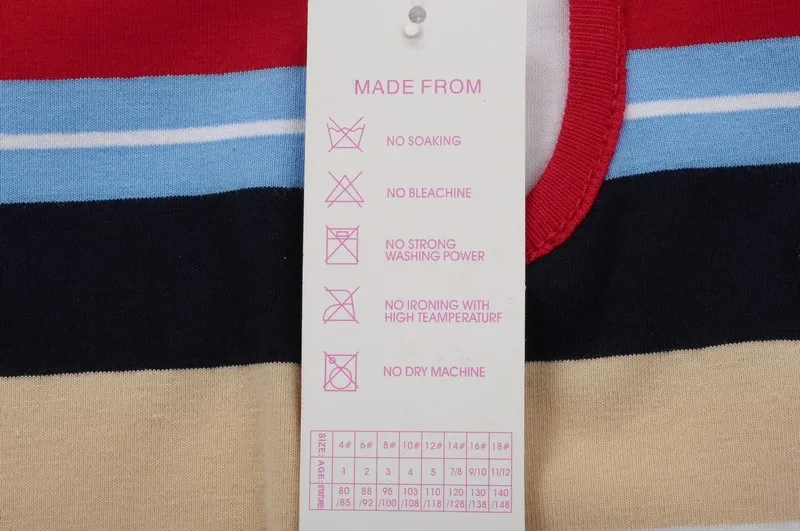 MADE FROM
NO SOAKING
NO BLEACHINE
NO STRONG
WASHING POWER
NO IRONING WITH
HIGH TEAMPERATURF
NO DRY MACHINE
SIZE: 4# 6# 8# 10# 12# 14# 16# 18#
AGE: 1 2 3 4 5 7/8 9/10 11/12
STATURE 80 88 95 103 110 120 130 140
/85 /92 /100 /108 /118 /128 /138 /148